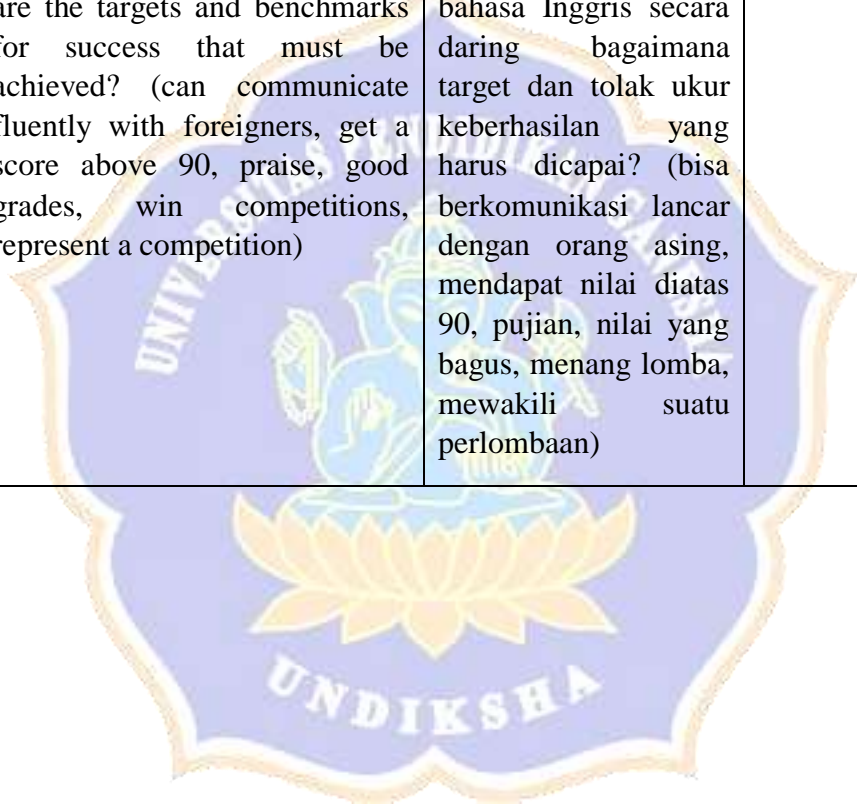 are the targets and benchmarks
for success that must be
achieved? (can communicate
fluently with foreigners, get a
score above 90, praise, good
grades, win competitions,
represent a competition)
bahasa Inggris secara
daring bagaimana
target dan tolak ukur
keberhasilan yang
harus dicapai? (bisa
berkomunikasi lancar
dengan orang asing,
mendapat nilai diatas
90, pujian, nilai yang
bagus, menang lomba,
mewakili suatu
perlombaan)
UNIVERSITAS PENDIDIKAN GANESHA
UNDIKSHA